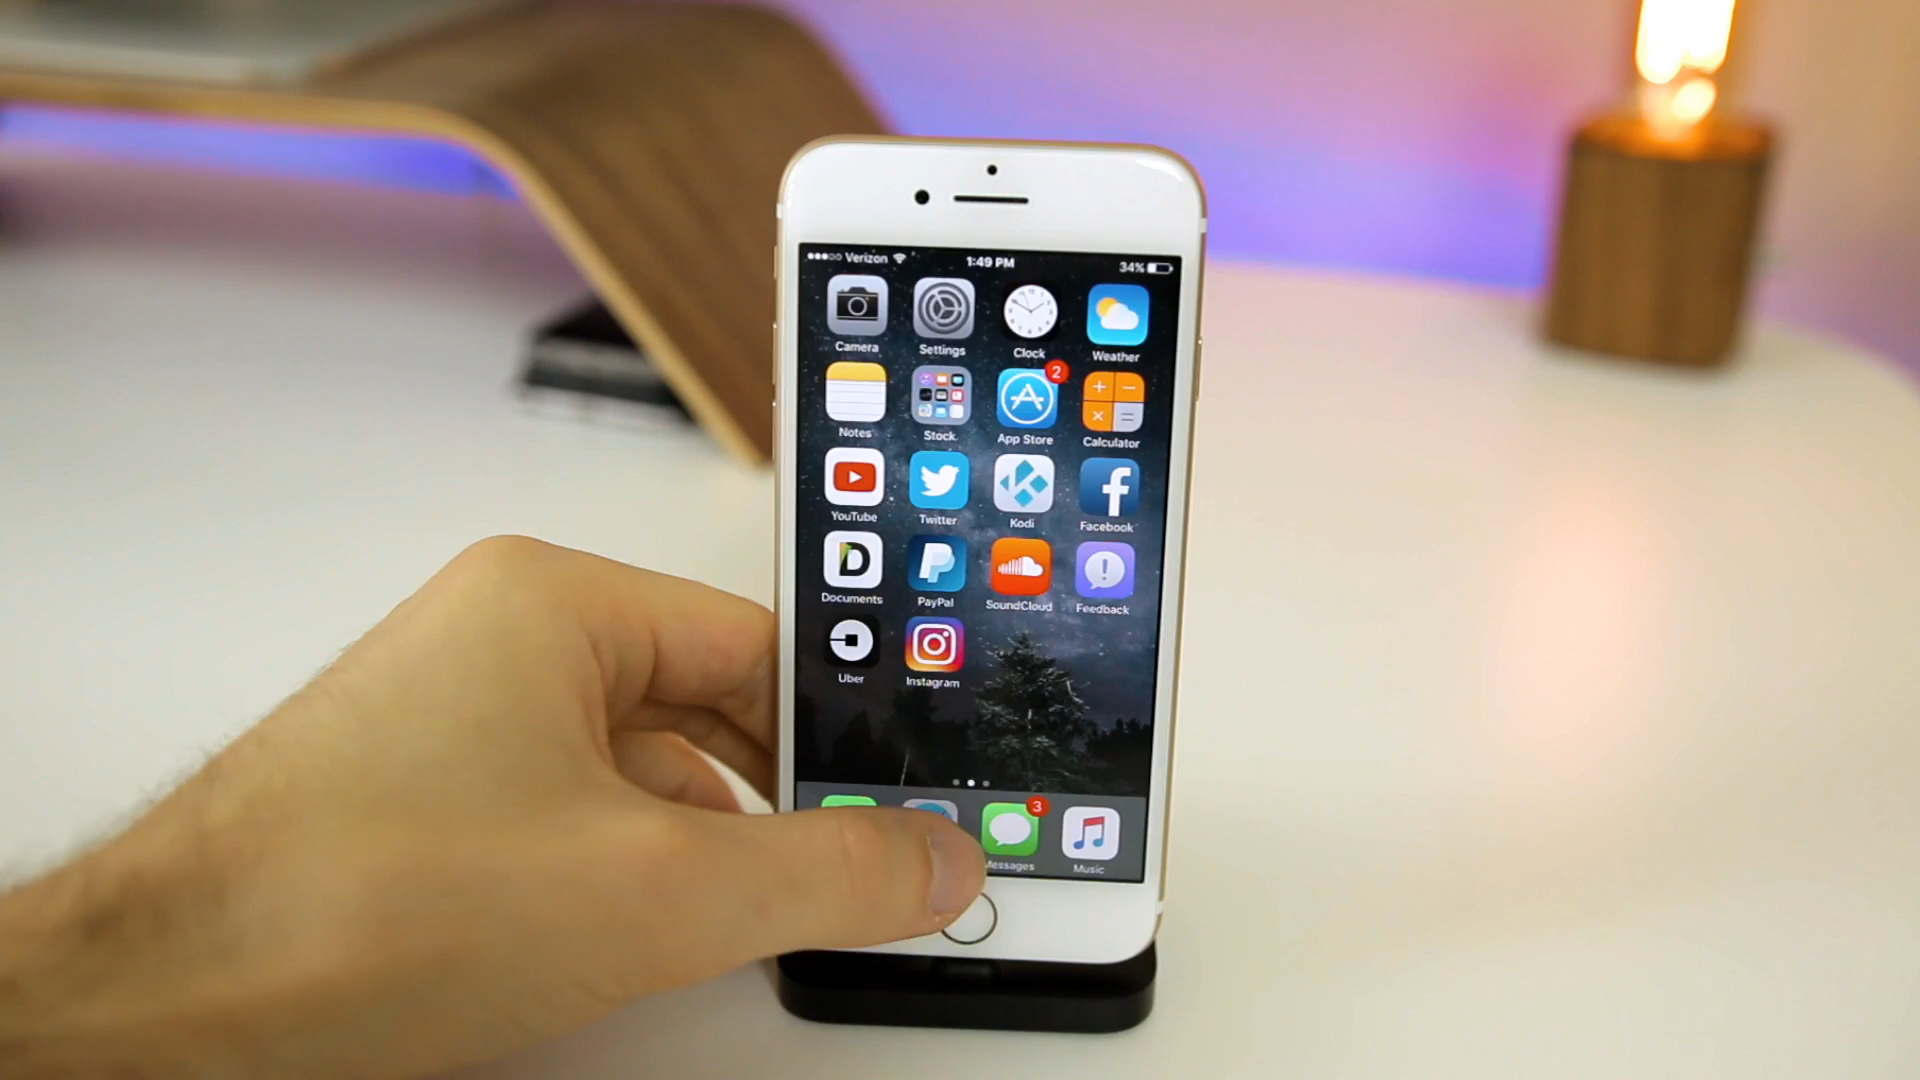 ●●●○○ Verizon 1:49 PM 34%
Camera Settings Clock Weather
2
Notes Stock App Store Calculator
YouTube Twitter Kodi Facebook
D
Documents PayPal SoundCloud Feedback
Uber Instagram
3
Messages Music